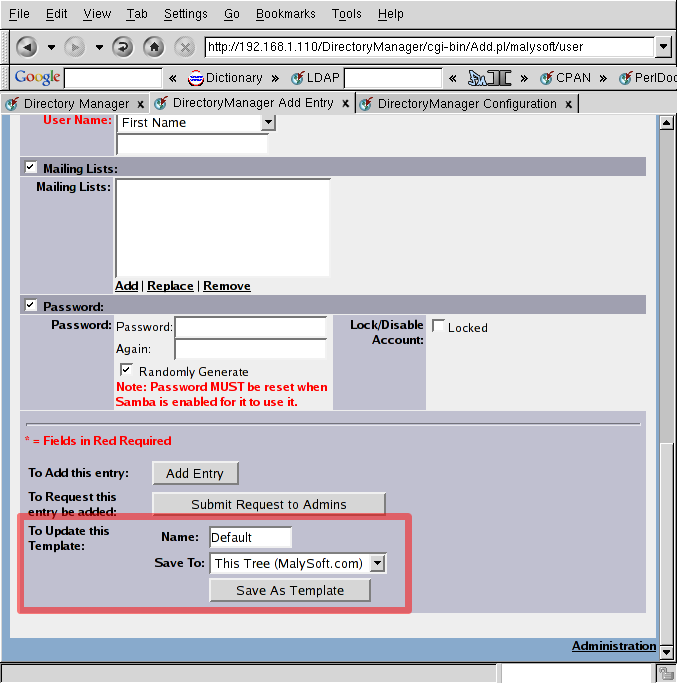 File Edit View Tab Settings Go Bookmarks Tools Help
http://192.168.1.110/DirectoryManager/cgi-bin/Add.pl/malysoft/user
Google « Dictionary » LDAP « » CPAN » PerlDoc
Directory Manager x DirectoryManager Add Entry x DirectoryManager Configuration x
User Name: First Name
Mailing Lists:
Mailing Lists:
Add | Replace | Remove
Password:
Password: Password: Lock/Disable Account: Locked
Again:
Randomly Generate
Note: Password MUST be reset when
Samba is enabled for it to use it.
* = Fields in Red Required
To Add this entry: Add Entry
To Request this
entry be added: Submit Request to Admins
To Update this
Template: Name: Default
Save To: This Tree (MalySoft.com)
Save As Template
Administration